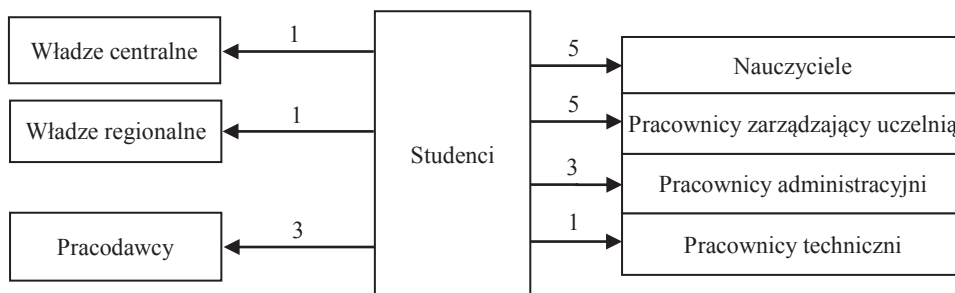 Władze centralne
1
Władze regionalne
1
Pracodawcy
3
Studenci
5
Nauczyciele
5
Pracownicy zarządzający uczelnią
3
Pracownicy administracyjni
1
Pracownicy techniczni